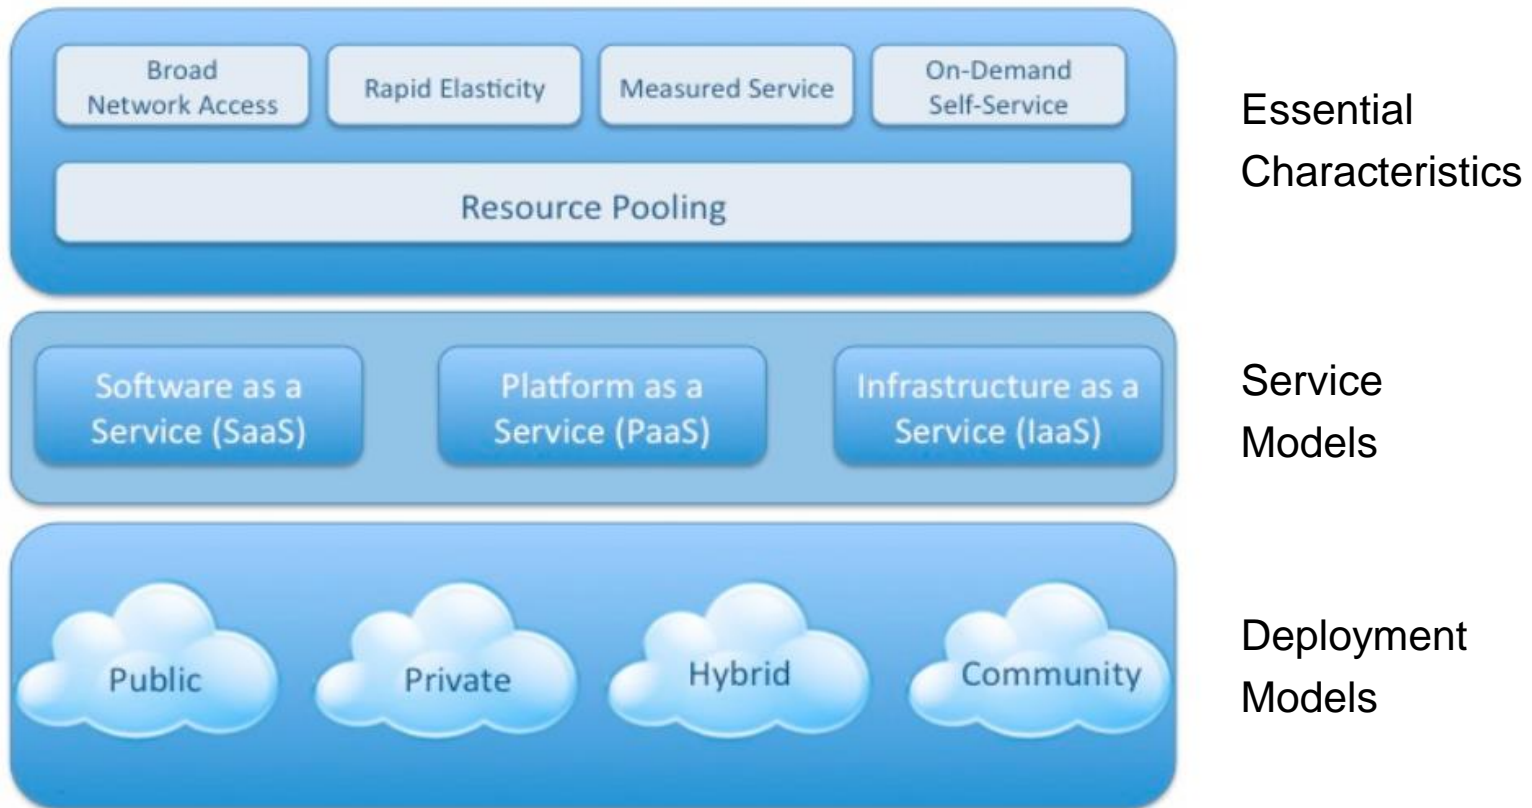 Broad
Network Access
Rapid Elasticity
Measured Service
On-Demand
Self-Service
Resource Pooling
Essential
Characteristics
Software as a
Service (SaaS)
Platform as a
Service (PaaS)
Infrastructure as a
Service (IaaS)
Service
Models
Public
Private
Hybrid
Community
Deployment
Models